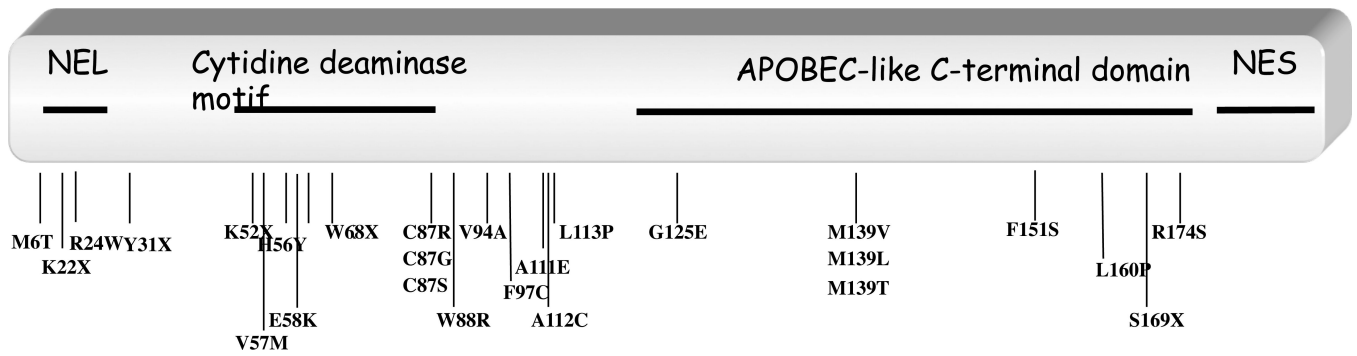 NEL
Cytidine deaminase
motif
APOBEC-like C-terminal domain
NES
M6T
K22X
R24W
Y31X
K52X
H56Y
V57M
E58K
W68X
C87R
C87G
C87S
W88R
V94A
F97C
A111E
A112C
L113P
G125E
M139V
M139L
M139T
F151S
L160P
S169X
R174S